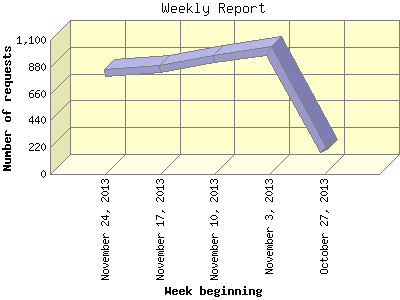 Weekly Report
Number of requests
1,100
880
660
440
220
0
November 24, 2013
November 17, 2013
November 10, 2013
November 3, 2013
October 27, 2013
Week beginning